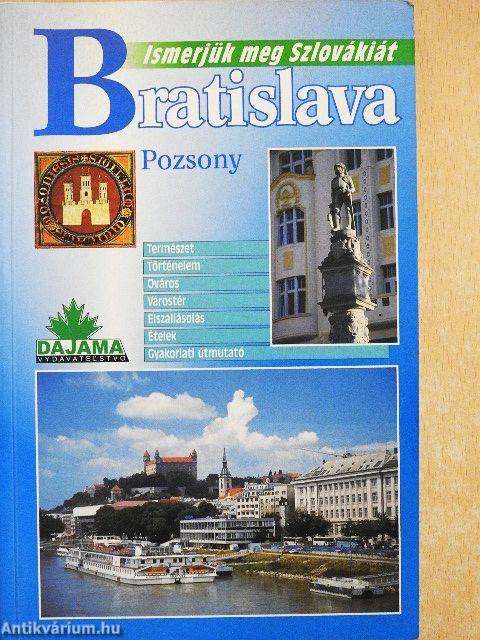 Ismerjük meg Szlovákiát
Bratislava
Pozsony
Természet
Történelem
Óváros
Várostér
Elszállásolás
Ételek
Gyakorlati útmutató
DAJAMA
VYDAVATEĽSTVO
Antikvárium.hu